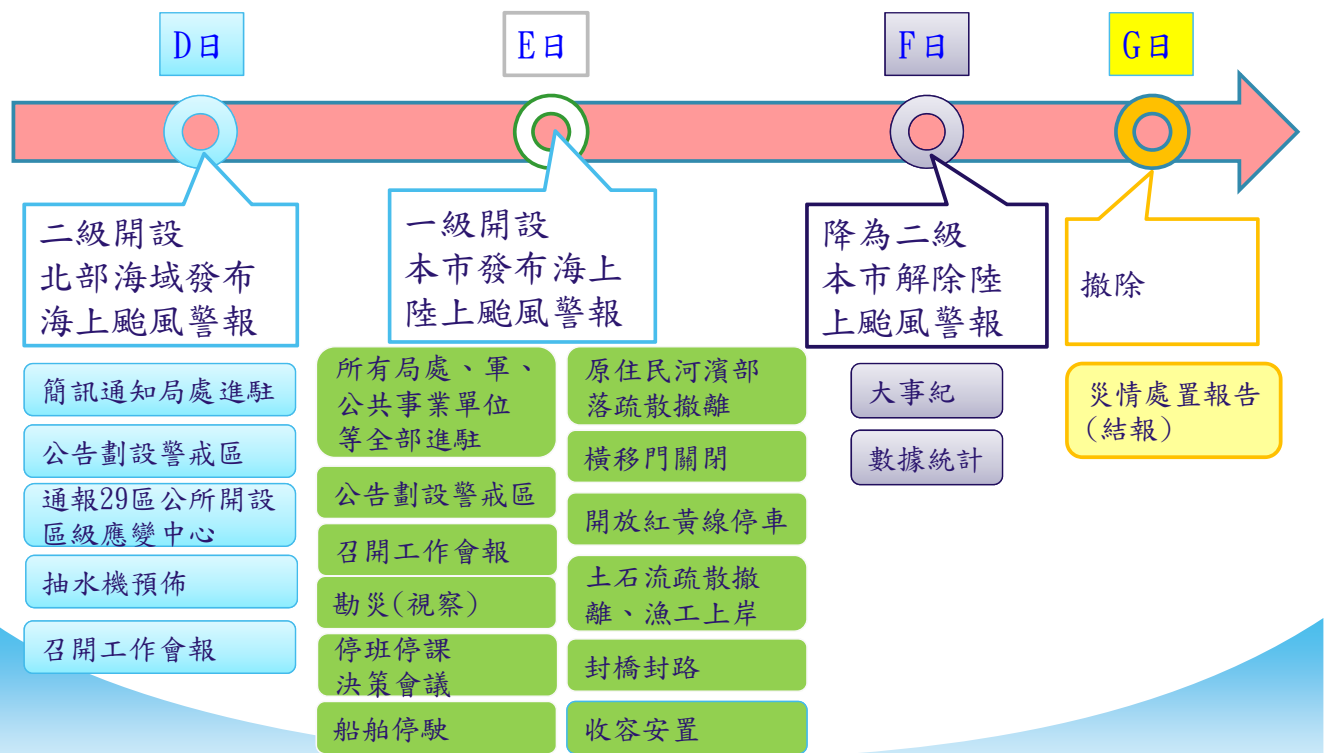 D日
E日
F日
G日
二級開設
北部海域發布
海上颱風警報
一級開設
本市發布海上
陸上颱風警報
降為二級
本市解除陸
上颱風警報
撤除
簡訊通知局處進駐
公告劃設警戒區
通報29區公所開設
區級應變中心
抽水機預佈
召開工作會報
所有局處、軍、
公共事業單位
等全部進駐
公告劃設警戒區
召開工作會報
勘災(視察)
停班停課
決策會議
船舶停駛
原住民河濱部
落疏散撤離
橫移門關閉
開放紅黃線停車
土石流疏散撤
離、漁工上岸
封橋封路
收容安置
大事紀
數據統計
災情處置報告
(結報)